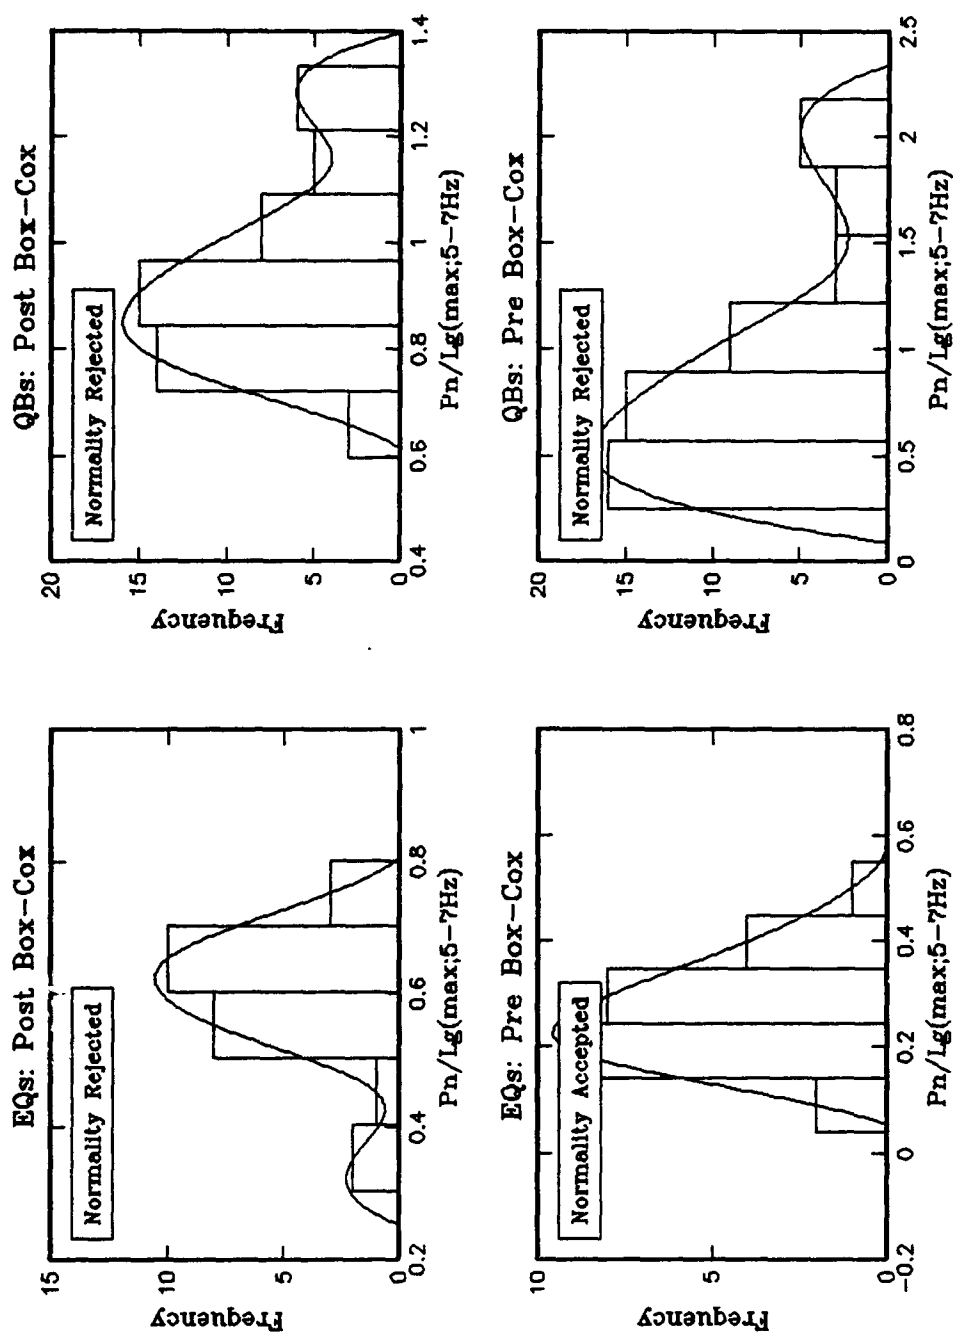 EQs: Post Box-Cox
Normality Rejected
Frequency
15
10
5
0
0.2
0.4
0.6
0.8
1
Pn/Lg(max;5-7Hz)
QBs: Post Box-Cox
Normality Rejected
Frequency
20
15
10
5
0
0.4
0.6
0.8
1
1.2
1.4
Pn/Lg(max;5-7Hz)
EQs: Pre Box-Cox
Normality Accepted
Frequency
10
5
0
-0.2
0
0.2
0.4
0.6
0.8
Pn/Lg(max;5-7Hz)
QBs: Pre Box-Cox
Normality Rejected
Frequency
20
15
10
5
0
0
0.5
1
1.5
2
2.5
Pn/Lg(max;5-7Hz)